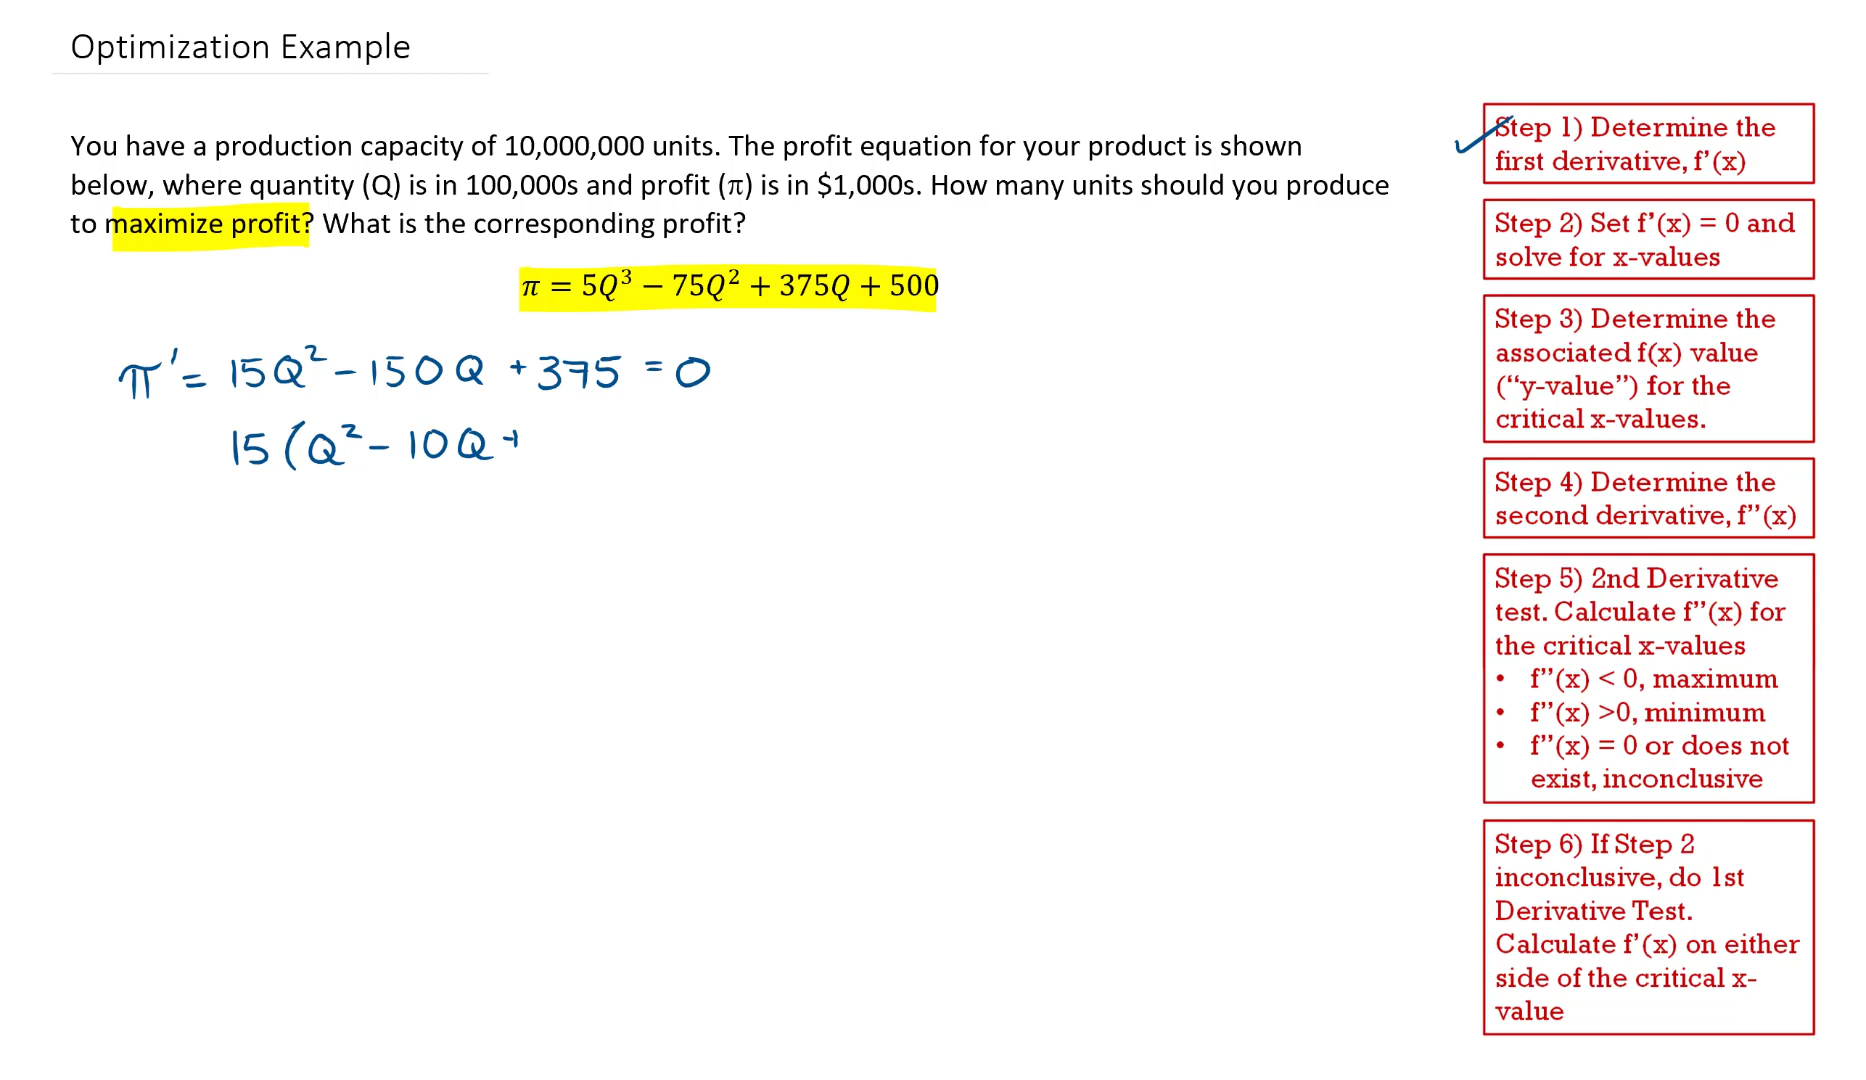 Optimization Example
You have a production capacity of 10,000,000 units. The profit equation for your product is shown
below, where quantity (Q) is in 100,000s and profit (π) is in $1,000s. How many units should you produce
to maximize profit? What is the corresponding profit?
π = 5Q³ − 75Q² + 375Q + 500
π' = 15Q² − 150Q + 375 = 0
15 (Q² − 10Q +
Step 1) Determine the
first derivative, f’(x)
Step 2) Set f’(x) = 0 and
solve for x-values
Step 3) Determine the
associated f(x) value
(“y-value”) for the
critical x-values.
Step 4) Determine the
second derivative, f’’(x)
Step 5) 2nd Derivative
test. Calculate f’’(x) for
the critical x-values
• f’’(x) < 0, maximum
• f’’(x) >0, minimum
• f’’(x) = 0 or does not
exist, inconclusive
Step 6) If Step 2
inconclusive, do 1st
Derivative Test.
Calculate f’(x) on either
side of the critical x-
value